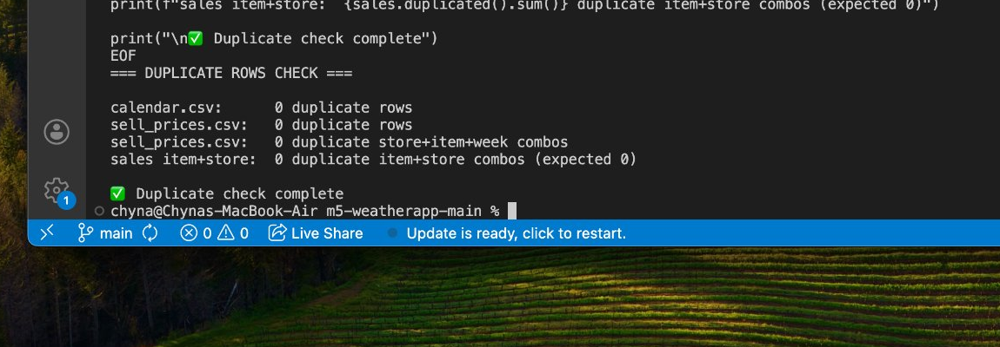 print(f"sales item+store:  {sales.duplicated().sum()} duplicate item+store combos (expected 0)")
print("\n✅ Duplicate check complete")
EOF
=== DUPLICATE ROWS CHECK ===
calendar.csv:      0 duplicate rows
sell_prices.csv:   0 duplicate rows
sell_prices.csv:   0 duplicate store+item+week combos
sales item+store:  0 duplicate item+store combos (expected 0)
✅ Duplicate check complete
1
chyna@Chynas-MacBook-Air m5-weatherapp-main %
main 0 0 Live Share Update is ready, click to restart.